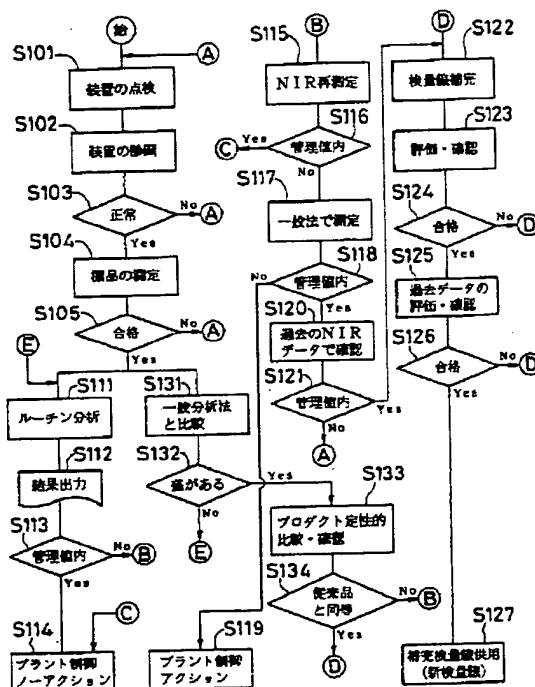 始
A
S101
装置の点検
S102
装置の診断
S103
正常
No
A
Yes
S104
標品の測定
S105
合格
No
A
Yes
E
S111
ルーチン分析
S112
結果出力
S113
管理値内
No
B
Yes
C
S114
プラント制御
ノーアクション
S131
一般分析法
と比較
S132
差がある
Yes
No
E
S119
プラント制御
アクション
B
S115
NIR再測定
S116
管理値内
Yes
C
No
S117
一般法で測定
S118
管理値内
No
Yes
S120
過去のNIR
データで確認
S121
管理値内
Yes
No
A
S133
プロダクト定性的
比較・確認
S134
従来品
と同等
No
B
Yes
D
D
S122
検量線補完
S123
評価・確認
S124
合格
No
D
Yes
S125
過去データの
評価・確認
S126
合格
No
D
Yes
S127
補完検量線供用
(新検量線)